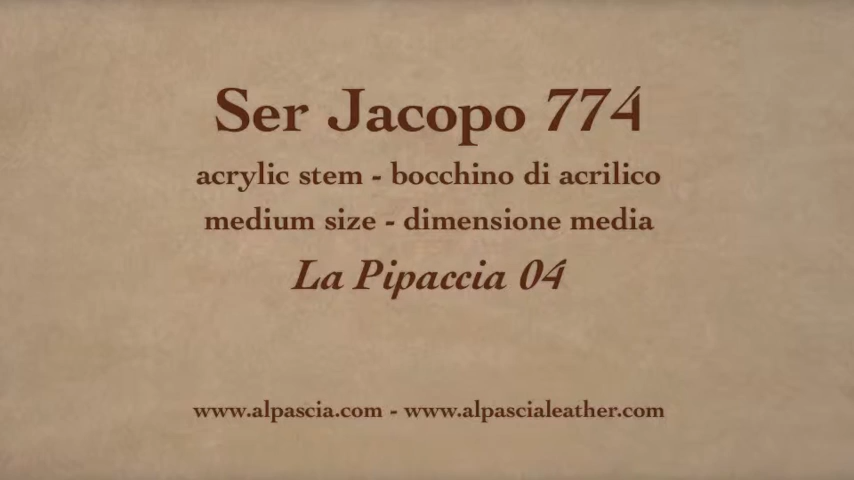 Ser Jacopo 774
acrylic stem - bocchino di acrilico
medium size - dimensione media
La Pipaccia 04
www.alpascia.com - www.alpascialeather.com